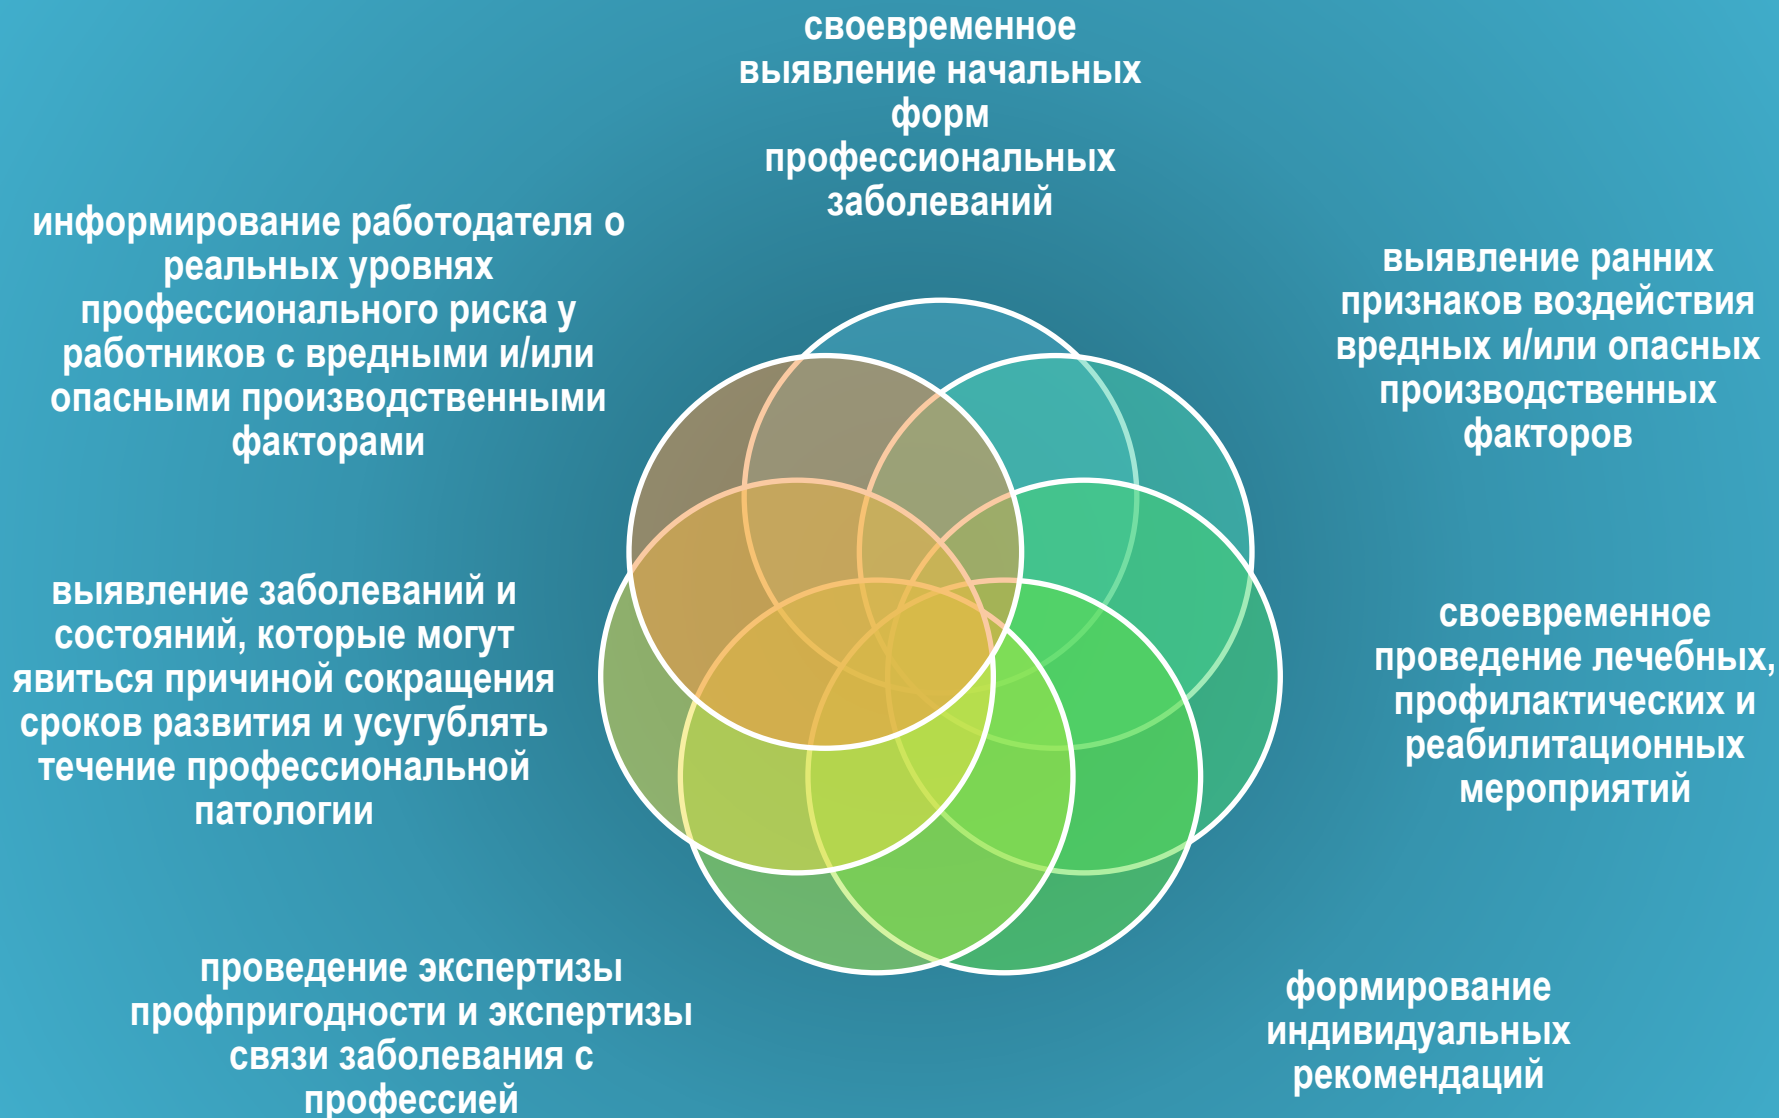 своевременное
выявление начальных
форм
профессиональных
заболеваний
выявление ранних
признаков воздействия
вредных и/или опасных
производственных
факторов
своевременное
проведение лечебных,
профилактических и
реабилитационных
мероприятий
формирование
индивидуальных
рекомендаций
проведение экспертизы
профпригодности и экспертизы
связи заболевания с
профессией
выявление заболеваний и
состояний, которые могут
явиться причиной сокращения
сроков развития и усугублять
течение профессиональной
патологии
информирование работодателя о
реальных уровнях
профессионального риска у
работников с вредными и/или
опасными производственными
факторами